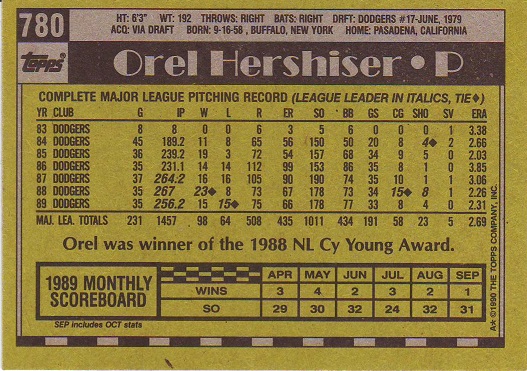 780
HT: 6'3" WT: 192 THROWS: RIGHT BATS: RIGHT DRFT: DODGERS #17-JUNE, 1979
ACQ: VIA DRAFT BORN: 9-16-58, BUFFALO, NEW YORK HOME: PASADENA, CALIFORNIA
Topps
Orel Hershiser • P
COMPLETE MAJOR LEAGUE PITCHING RECORD (LEAGUE LEADER IN ITALICS, TIE♦)
YR CLUB G IP W L R ER SO BB GS CG SHO SV ERA
83 DODGERS 8 8 0 0 6 3 5 6 0 0 0 1 3.38
84 DODGERS 45 189.2 11 8 65 56 150 50 20 8 4♦ 2 2.66
85 DODGERS 36 239.2 19 3 72 54 157 68 34 9 5 0 2.03
86 DODGERS 35 231.1 14 14 112 99 153 86 35 8 1 0 3.85
87 DODGERS 37 264.2 16 16 105 90 190 74 35 10 1 1 3.06
88 DODGERS 35 267 23♦ 8 73 67 178 73 34 15♦ 8 1 2.26
89 DODGERS 35 256.2 15 15♦ 75 66 178 77 33 8 4 0 2.31
MAJ. LEA. TOTALS 231 1457 98 64 508 435 1011 434 191 58 23 5 2.69
Orel was winner of the 1988 NL Cy Young Award.
1989 MONTHLY SCOREBOARD
APR MAY JUN JUL AUG SEP
WINS 3 4 2 3 2 1
SO 29 30 32 24 32 31
SEP includes OCT stats
A★ ©1990 THE TOPPS COMPANY, INC.